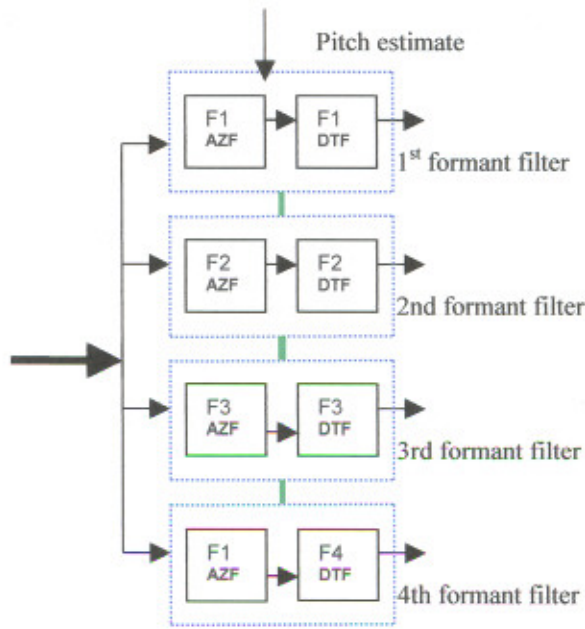 Pitch estimate
F1 F1
AZF DTF
1st formant filter
F2 F2
AZF DTF
2nd formant filter
F3 F3
AZF DTF
3rd formant filter
F1 F4
AZF DTF
4th formant filter